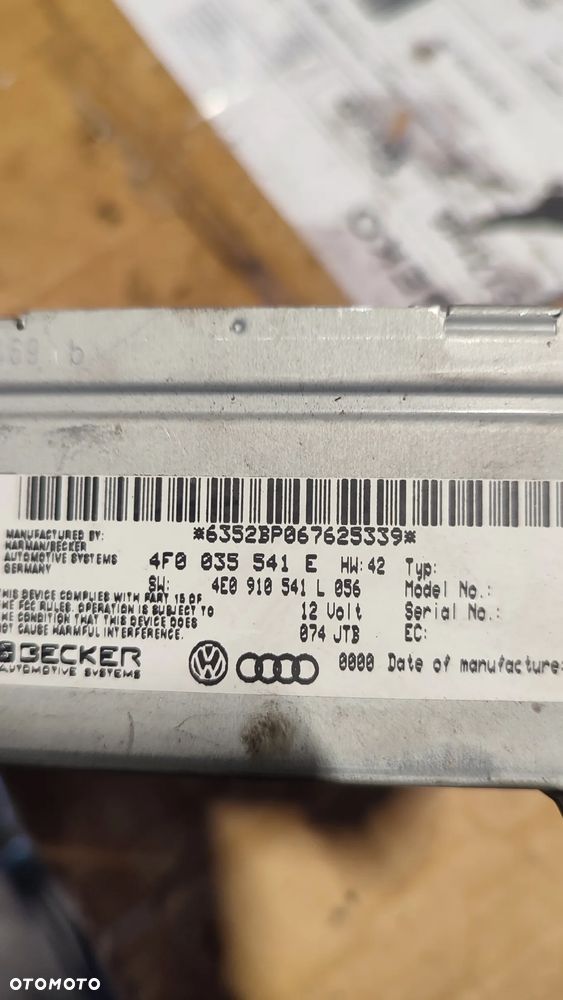 *6352BP067625339*
MANUFACTURED BY:
HARMAN/BECKER
AUTOMOTIVE SYSTEMS
GERMANY
4F0 035 541 E HW:42 Typ:
SW: 4E0 910 541 L 056 Model No.:
THIS DEVICE COMPLIES WITH PART 15 OF
THE FCC RULES. OPERATION IS SUBJECT TO
THE CONDITION THAT THIS DEVICE DOES
NOT CAUSE HARMFUL INTERFERENCE.
12 Volt Serial No.:
074 JTB EC:
BECKER
AUTOMOTIVE SYSTEMS
0000 Date of manufacture:
OTOMOTO